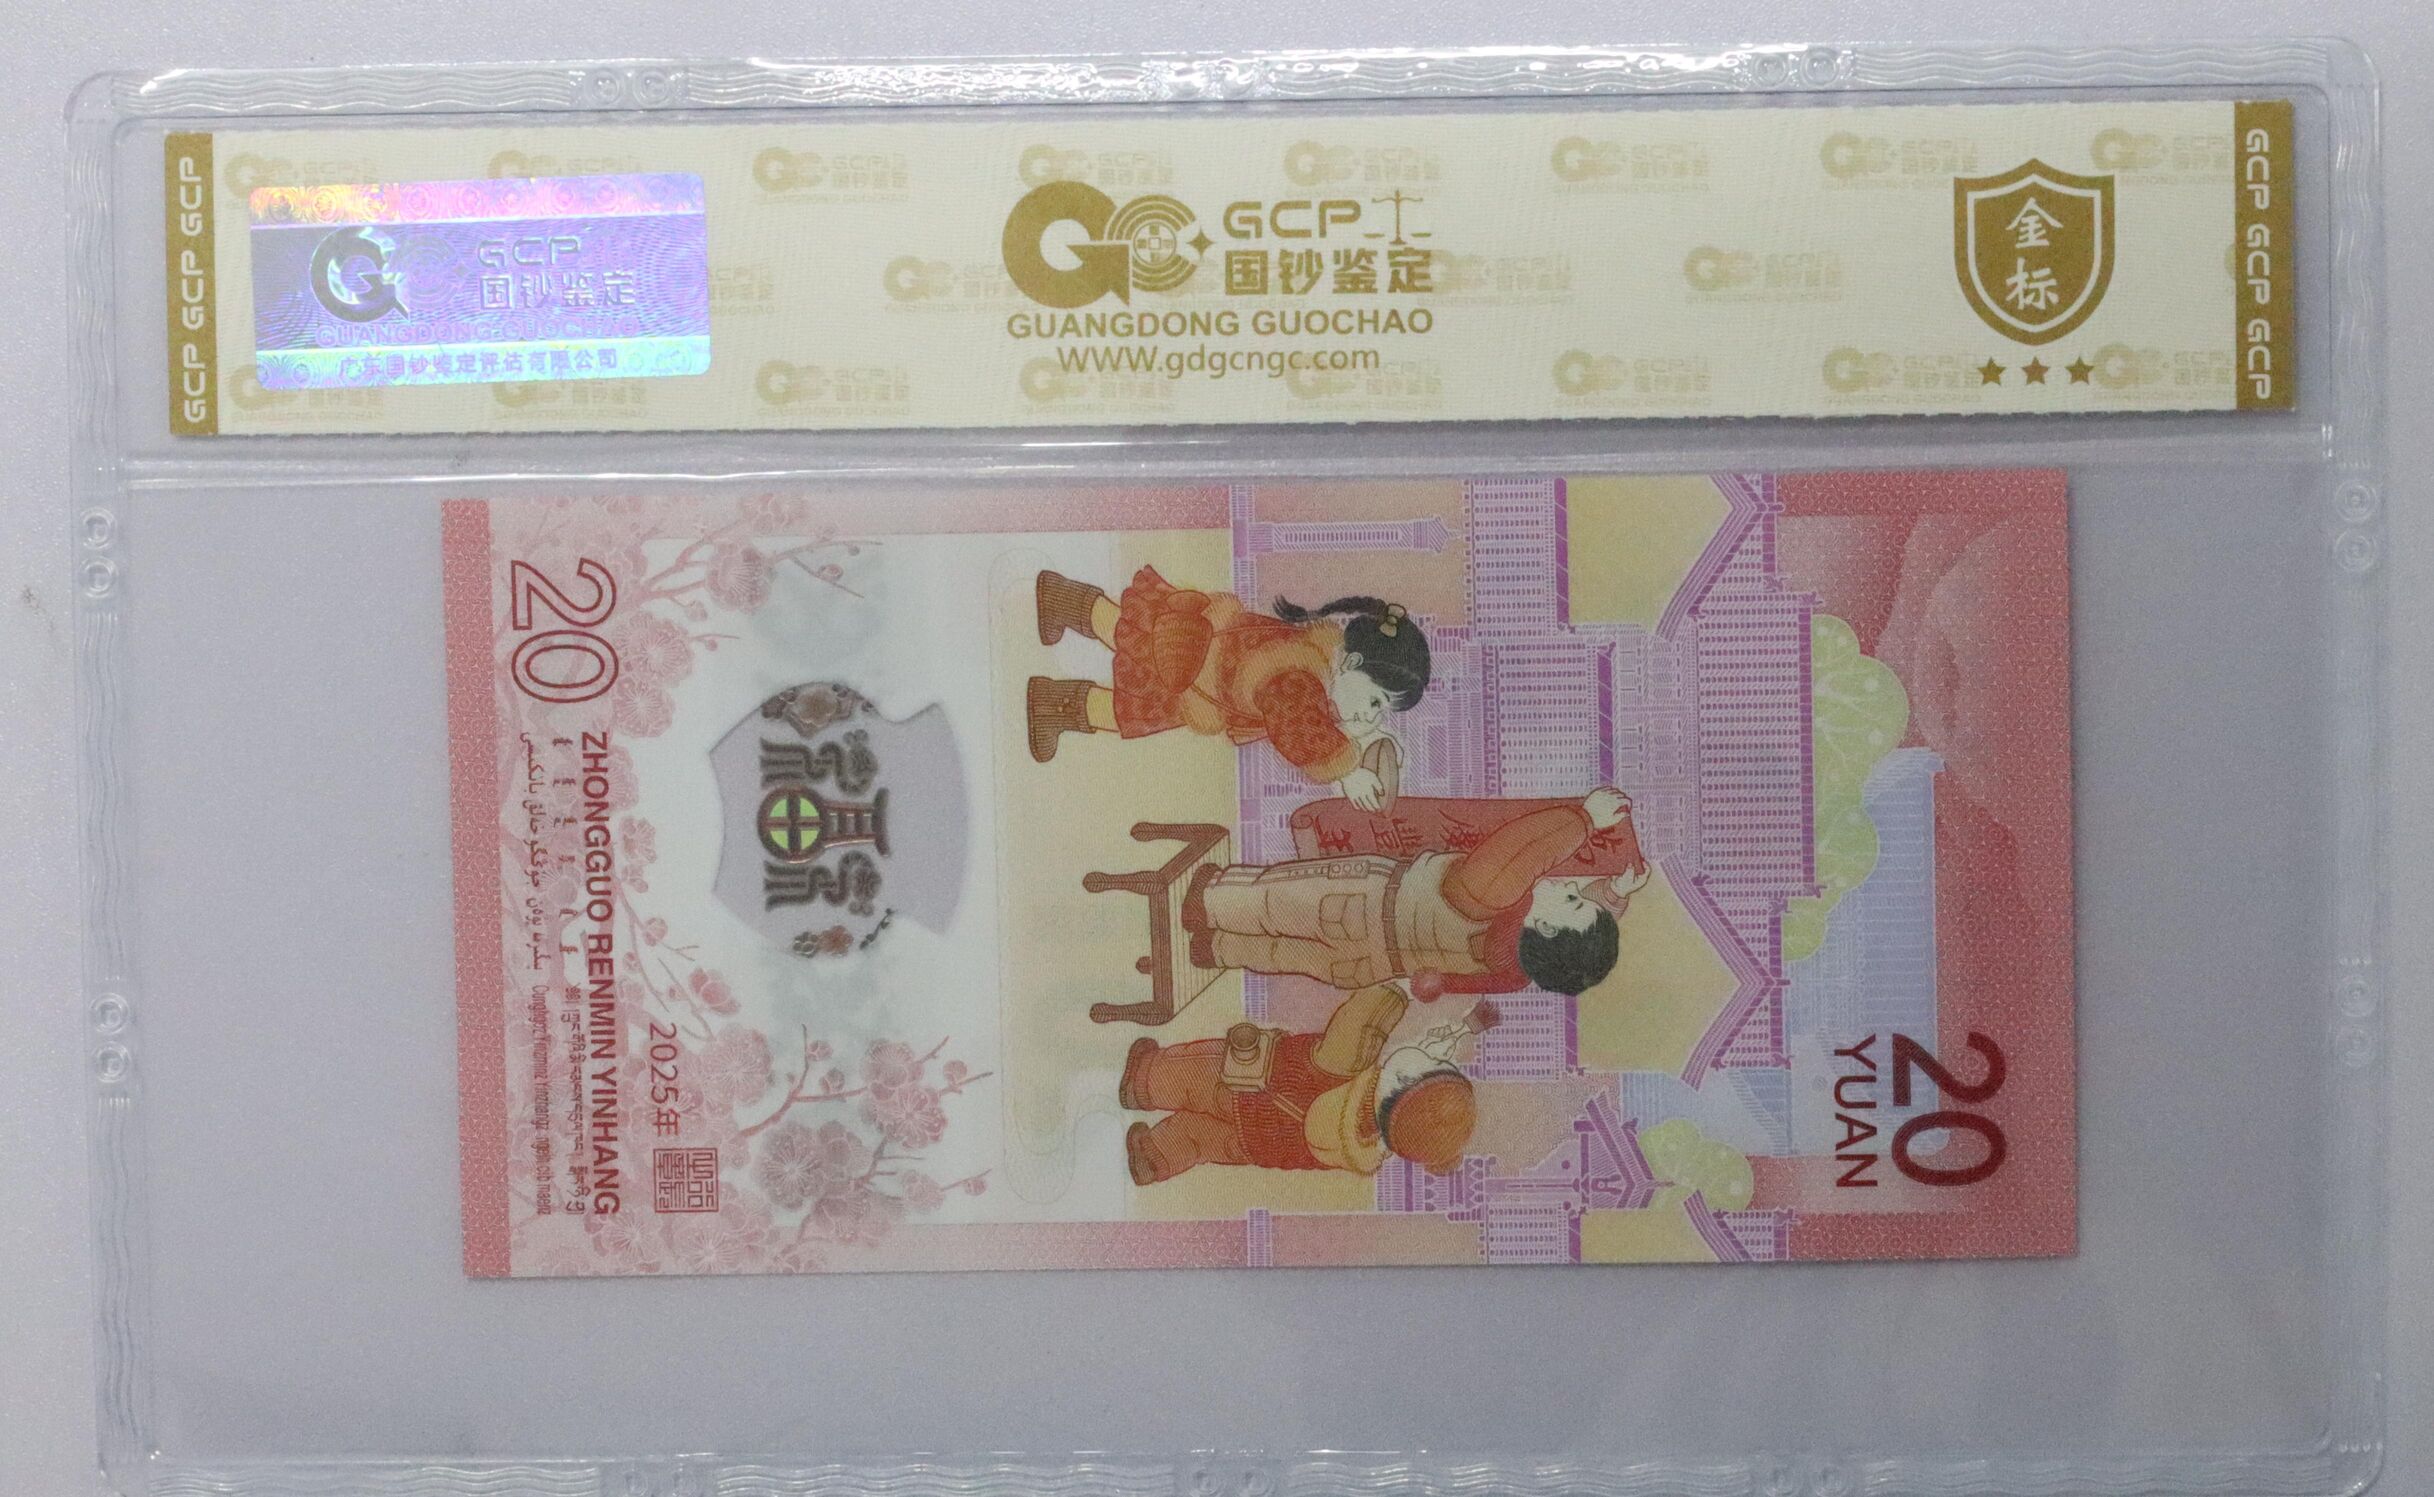 GCP GCP GCP
GCP
国钞鉴定
GUANGDONG GUOCHAO
广东国钞鉴定评估有限公司
GCP
国钞鉴定
GUANGDONG GUOCHAO
WWW.gdgcngc.com
金标
GCP GCP GCP
20
YUAN
20
ZHONGGUO RENMIN YINHANG
2025年